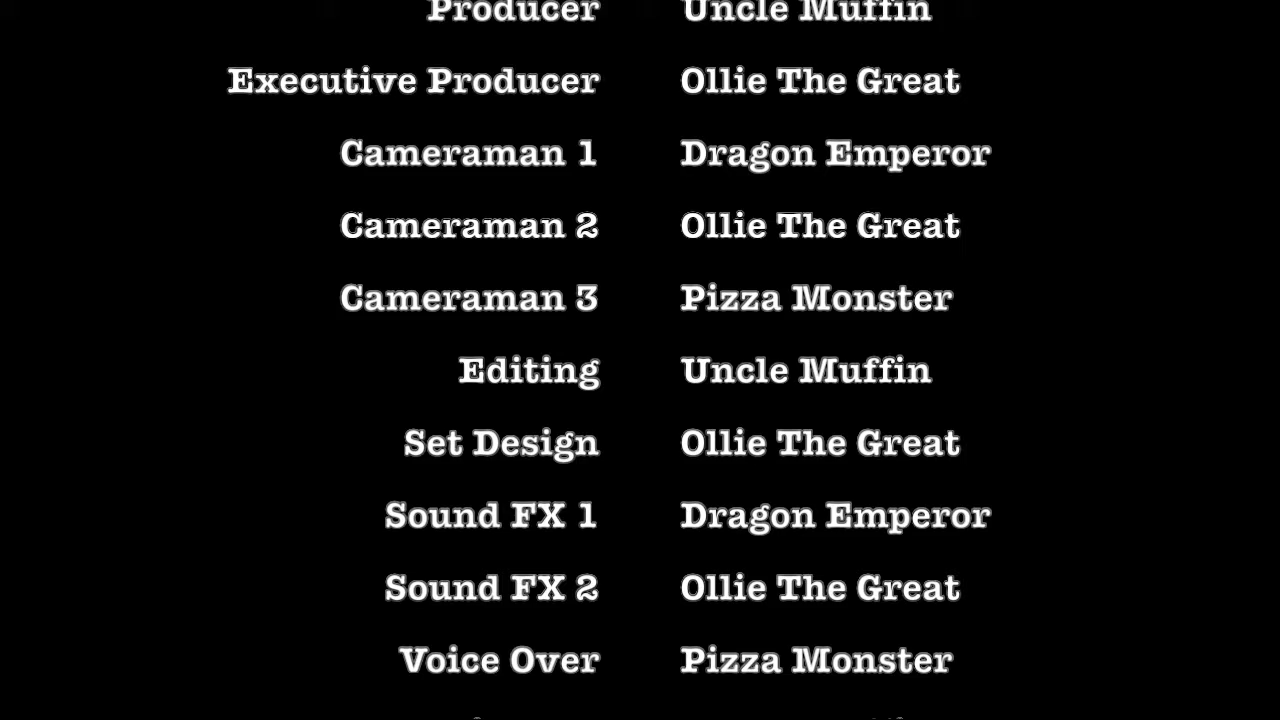 Producer Uncle Muffin
Executive Producer Ollie The Great
Cameraman 1 Dragon Emperor
Cameraman 2 Ollie The Great
Cameraman 3 Pizza Monster
Editing Uncle Muffin
Set Design Ollie The Great
Sound FX 1 Dragon Emperor
Sound FX 2 Ollie The Great
Voice Over Pizza Monster